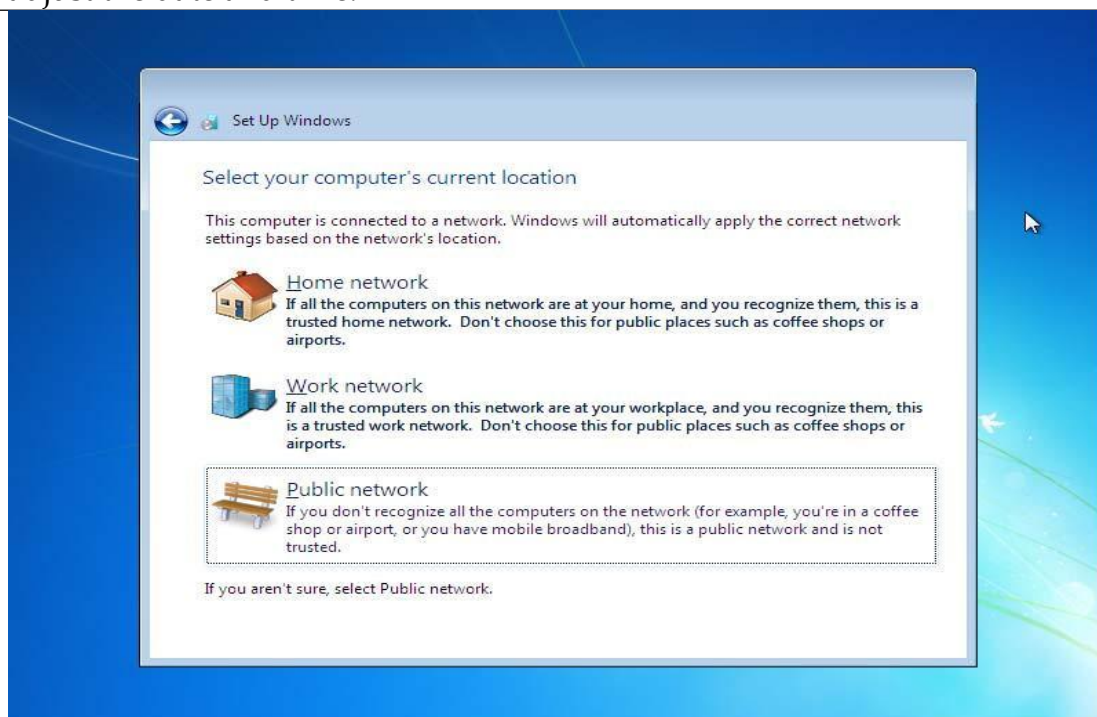 Set Up Windows
Select your computer's current location
This computer is connected to a network. Windows will automatically apply the correct network
settings based on the network's location.
Home network
If all the computers on this network are at your home, and you recognize them, this is a
trusted home network. Don't choose this for public places such as coffee shops or
airports.
Work network
If all the computers on this network are at your workplace, and you recognize them, this
is a trusted work network. Don't choose this for public places such as coffee shops or
airports.
Public network
If you don't recognize all the computers on the network (for example, you're in a coffee
shop or airport, or you have mobile broadband), this is a public network and is not
trusted.
If you aren't sure, select Public network.